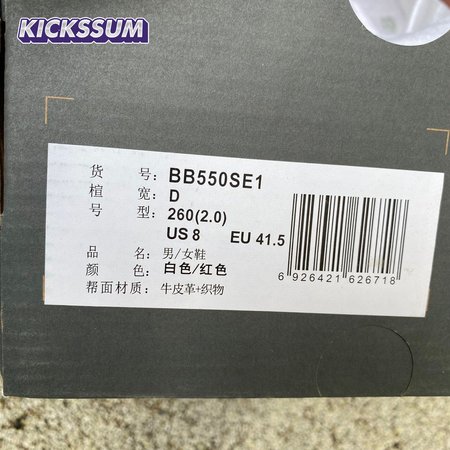 KICKSSUM
货 号: BB550SE1
楦 宽: D
号 型: 260(2.0)
US 8 EU 41.5
品 名: 男/女鞋
颜 色: 白色/红色
帮面材质: 牛皮革+织物
6 926421 626718